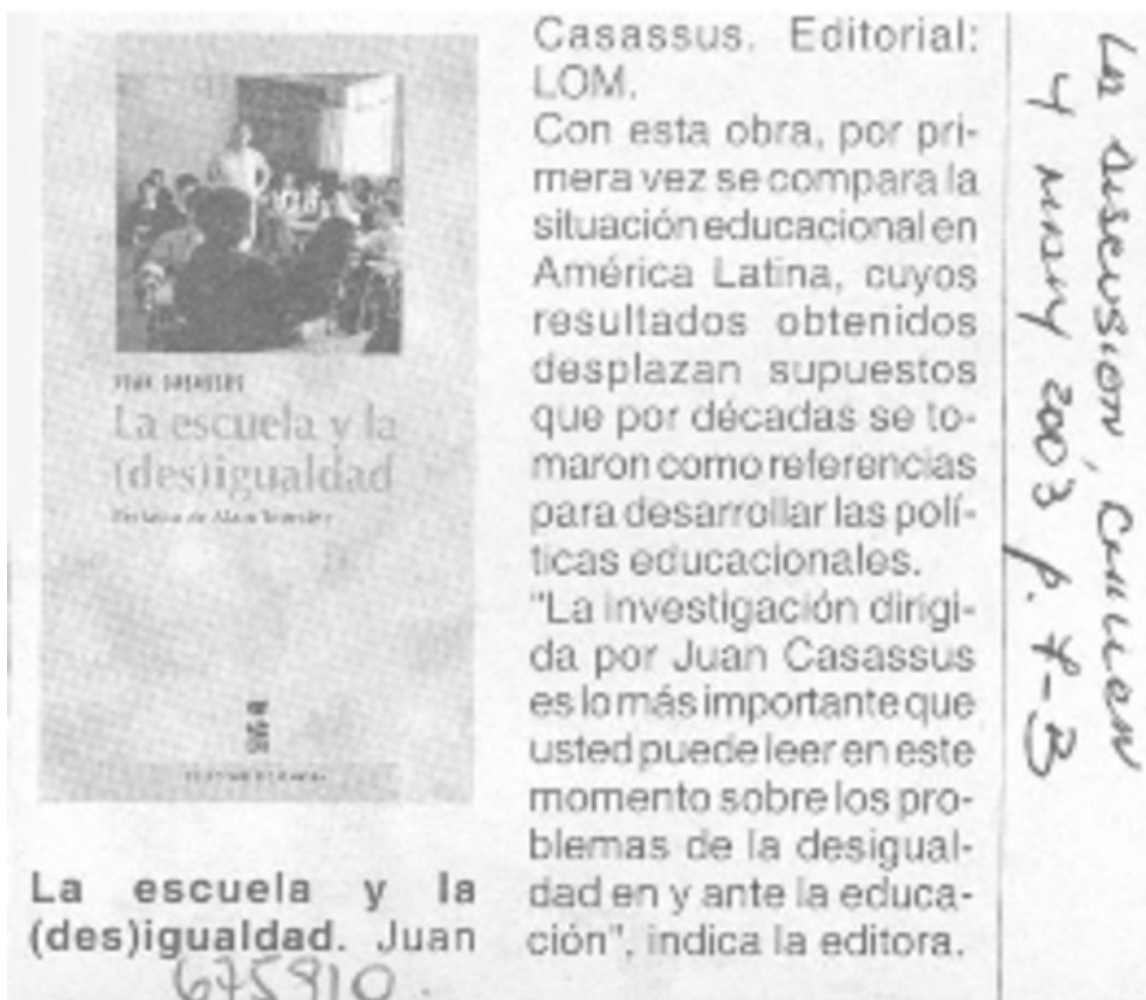 JUAN CASASSUS
La escuela y la
(des)igualdad
La escuela y la
(des)igualdad. Juan
Casassus. Editorial:
LOM.
Con esta obra, por pri-
mera vez se compara la
situación educacional en
América Latina, cuyos
resultados obtenidos
desplazan supuestos
que por décadas se to-
maron como referencias
para desarrollar las polí-
ticas educacionales.
"La investigación dirigi-
da por Juan Casassus
es lo más importante que
usted puede leer en este
momento sobre los pro-
blemas de la desigual-
dad en y ante la educa-
ción", indica la editora.
675910.
La discusión, Chillán
4 2003 p. 7-B